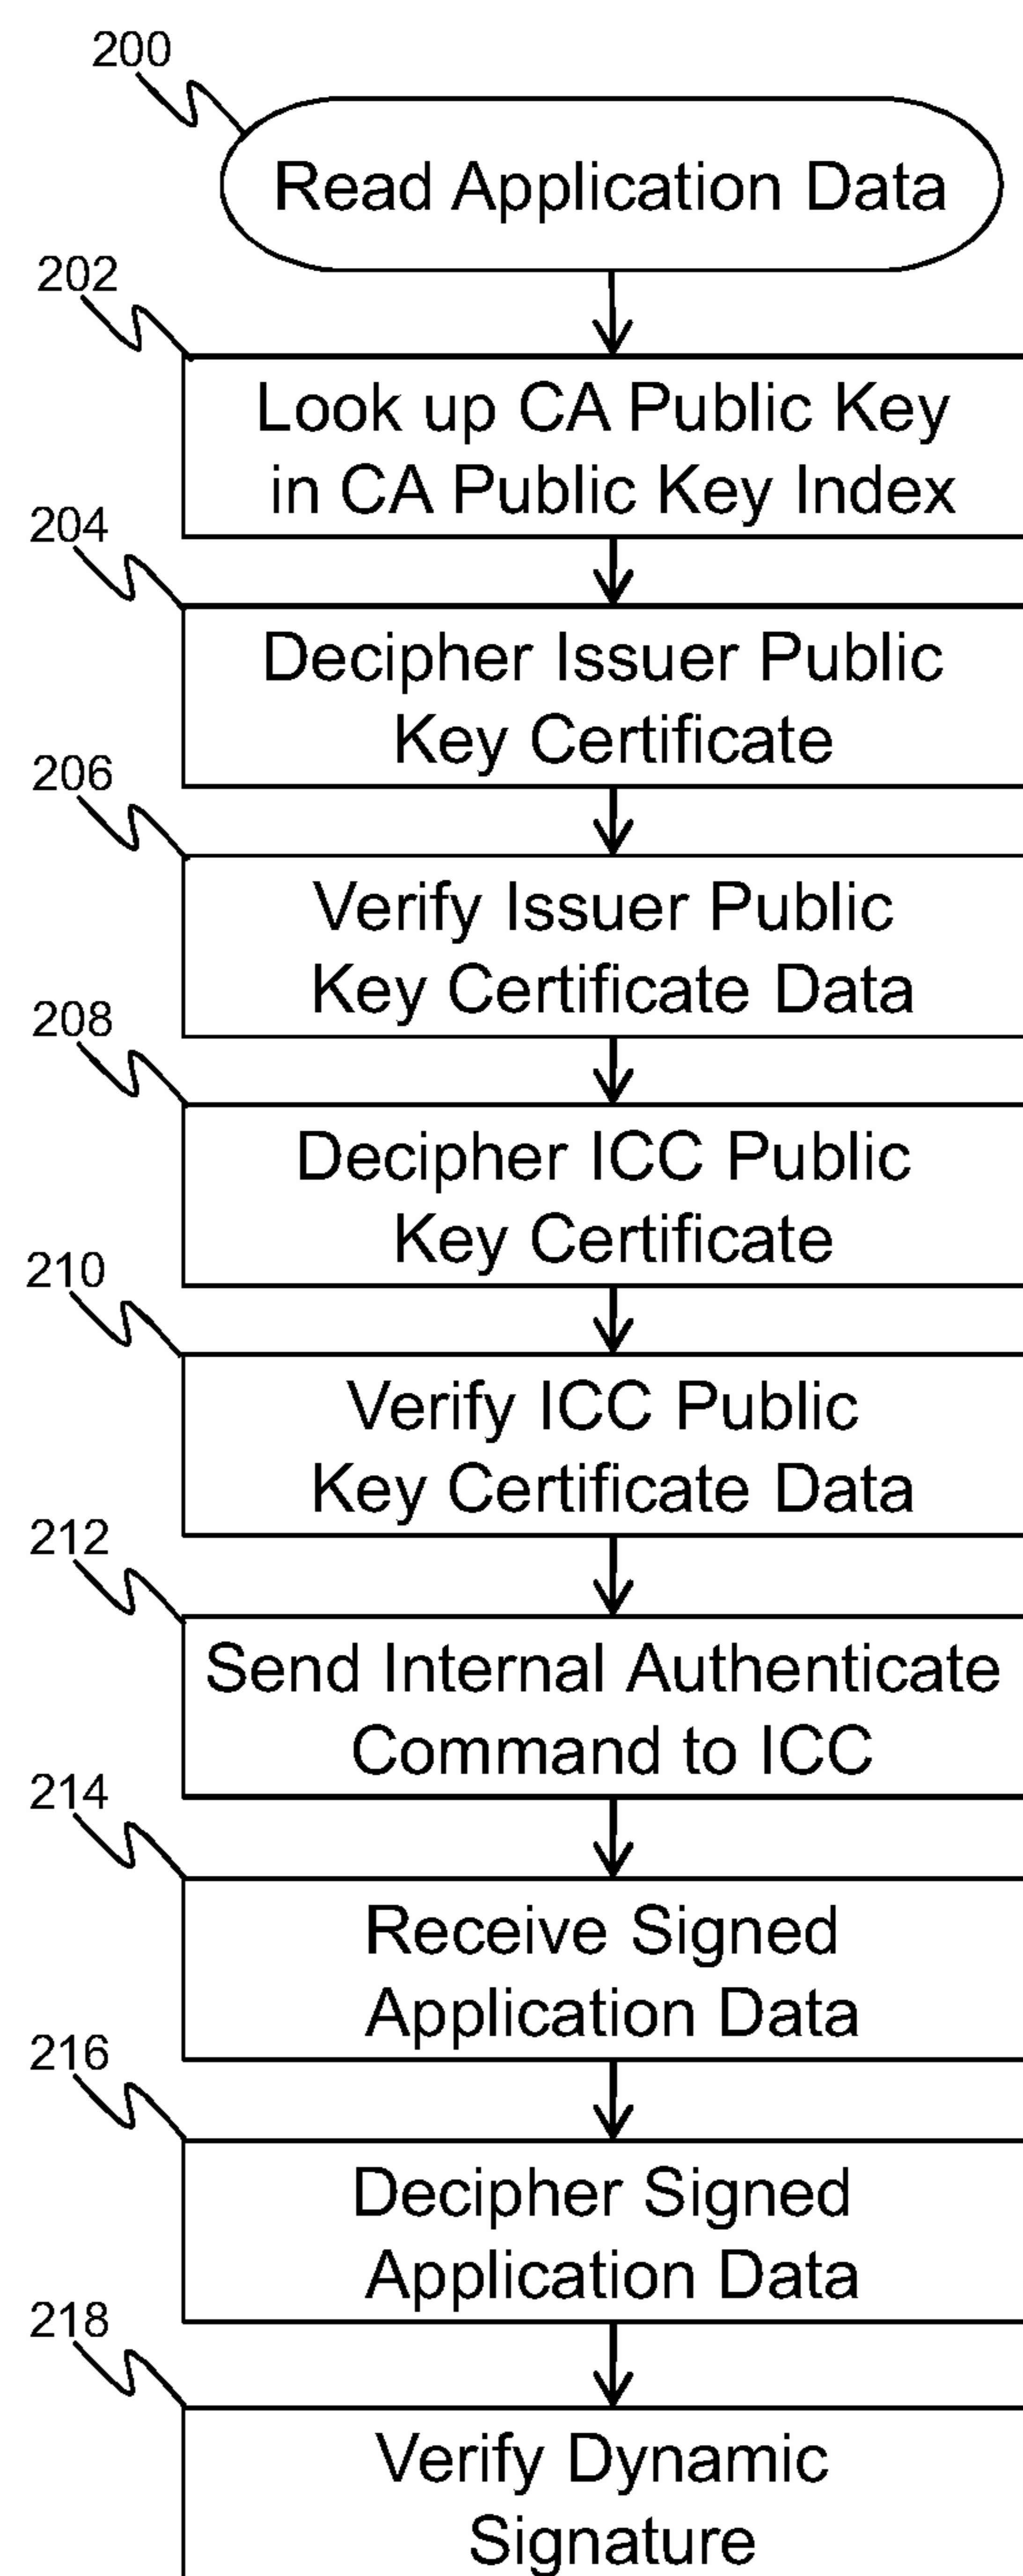 200
Read Application Data
202
Look up CA Public Key
in CA Public Key Index
204
Decipher Issuer Public
Key Certificate
206
Verify Issuer Public
Key Certificate Data
208
Decipher ICC Public
Key Certificate
210
Verify ICC Public
Key Certificate Data
212
Send Internal Authenticate
Command to ICC
214
Receive Signed
Application Data
216
Decipher Signed
Application Data
218
Verify Dynamic
Signature